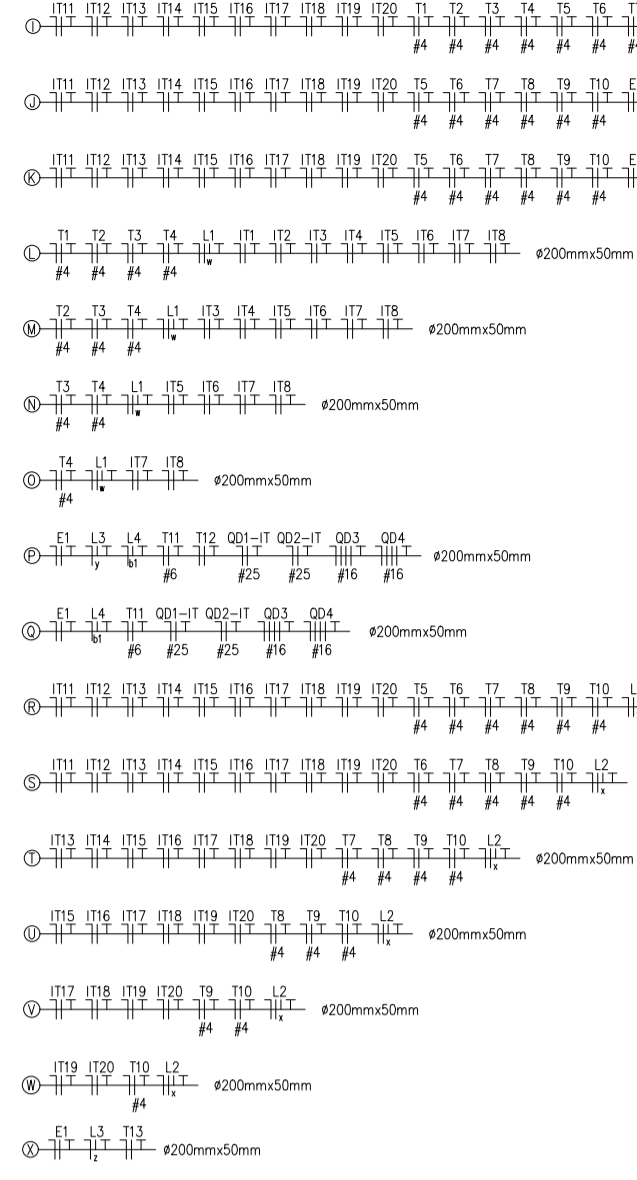 IT11 IT12 IT13 IT14 IT15 IT16 IT17 IT18 IT19 IT20 T1 T2 T3 T4 T5 T6
I
#4 #4 #4 #4 #4 #4
IT11 IT12 IT13 IT14 IT15 IT16 IT17 IT18 IT19 IT20 T5 T6 T7 T8 T9 T10
J
#4 #4 #4 #4 #4 #4
IT11 IT12 IT13 IT14 IT15 IT16 IT17 IT18 IT19 IT20 T5 T6 T7 T8 T9 T10
K
#4 #4 #4 #4 #4 #4
T1 T2 T3 T4 L1 IT1 IT2 IT3 IT4 IT5 IT6 IT7 IT8
L w ø200mmx50mm
#4 #4 #4 #4
T2 T3 T4 L1 IT3 IT4 IT5 IT6 IT7 IT8
M w ø200mmx50mm
#4 #4 #4
T3 T4 L1 IT5 IT6 IT7 IT8
N w ø200mmx50mm
#4 #4
T4 L1 IT7 IT8
O w ø200mmx50mm
#4
E1 L3 L4 T11 T12 QD1-IT QD2-IT QD3 QD4
P y b1 ø200mmx50mm
#6 #25 #25 #16 #16
E1 L4 T11 QD1-IT QD2-IT QD3 QD4
Q b1 ø200mmx50mm
#6 #25 #25 #16 #16
IT11 IT12 IT13 IT14 IT15 IT16 IT17 IT18 IT19 IT20 T5 T6 T7 T8 T9 T10
R
#4 #4 #4 #4 #4 #4
IT11 IT12 IT13 IT14 IT15 IT16 IT17 IT18 IT19 IT20 T6 T7 T8 T9 T10 L2
S x
#4 #4 #4 #4 #4
IT13 IT14 IT15 IT16 IT17 IT18 IT19 IT20 T7 T8 T9 T10 L2
T x ø200mmx50mm
#4 #4 #4 #4
IT15 IT16 IT17 IT18 IT19 IT20 T8 T9 T10 L2
U x ø200mmx50mm
#4 #4 #4
IT17 IT18 IT19 IT20 T9 T10 L2
V x ø200mmx50mm
#4 #4
IT19 IT20 T10 L2
W x ø200mmx50mm
#4
E1 L3 T13
X z ø200mmx50mm